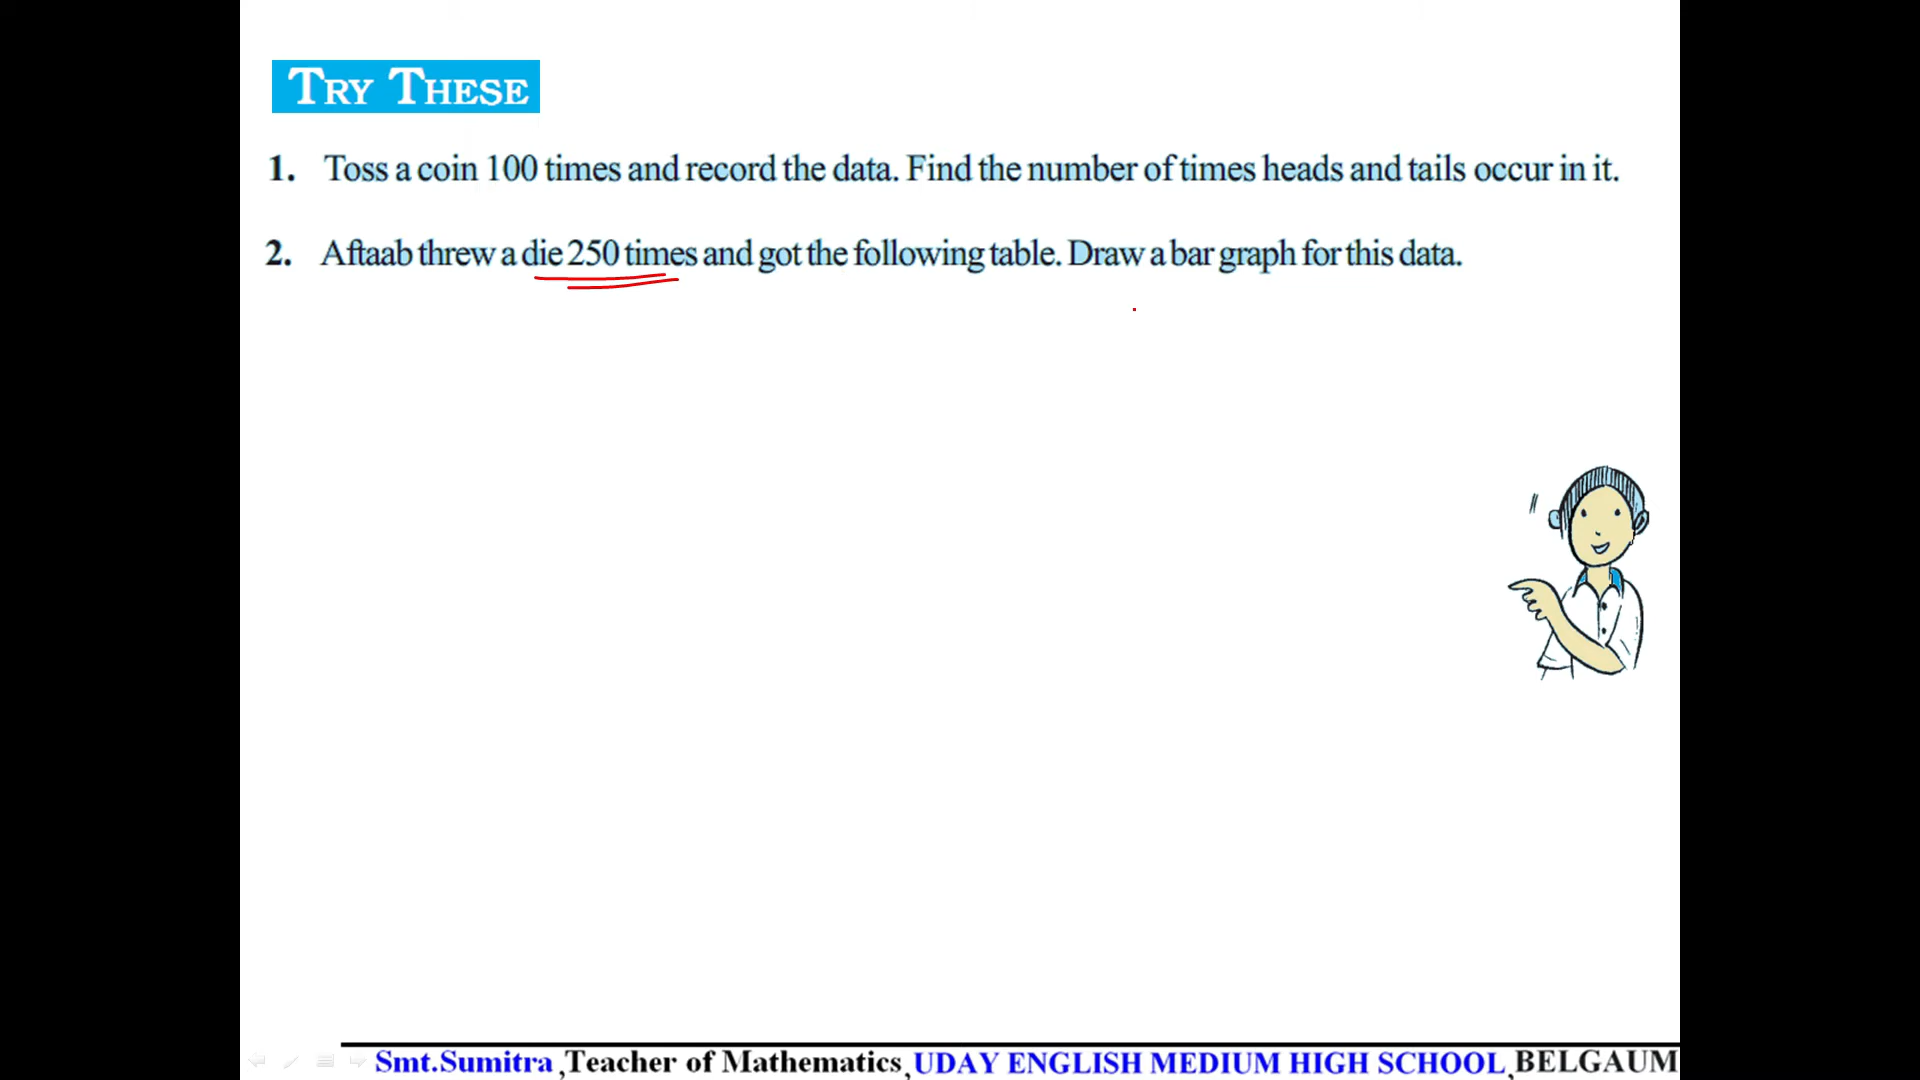 TRY THESE
1. Toss a coin 100 times and record the data. Find the number of times heads and tails occur in it.
2. Aftaab threw a die 250 times and got the following table. Draw a bar graph for this data.
Smt.Sumitra ,Teacher of Mathematics,UDAY ENGLISH MEDIUM HIGH SCHOOL,BELGAUM